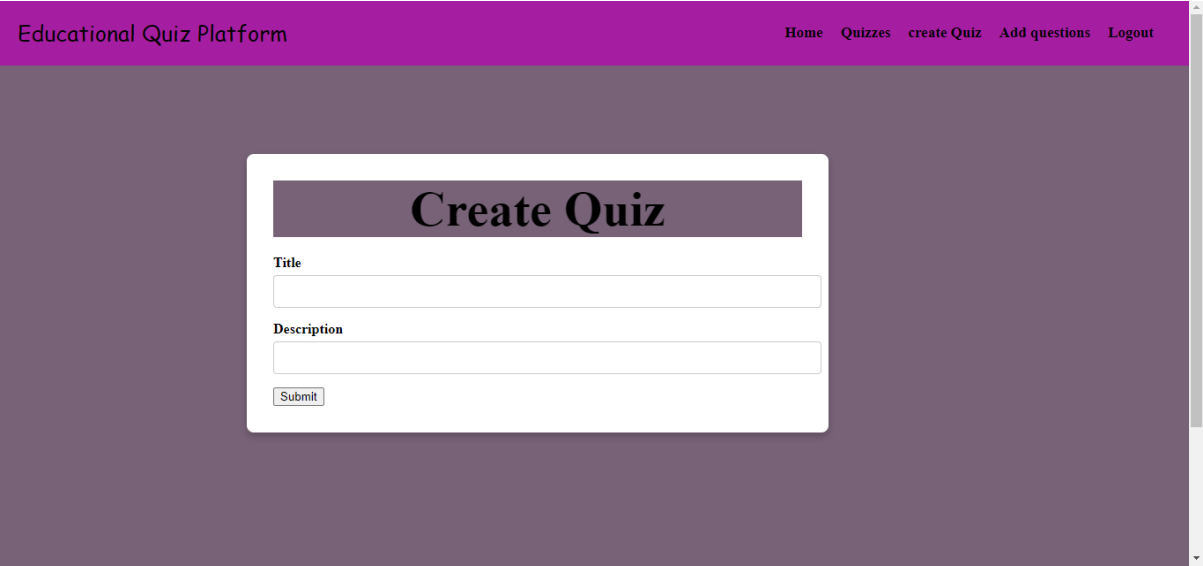 Educational Quiz Platform
Home Quizzes create Quiz Add questions Logout
Create Quiz
Title
Description
Submit